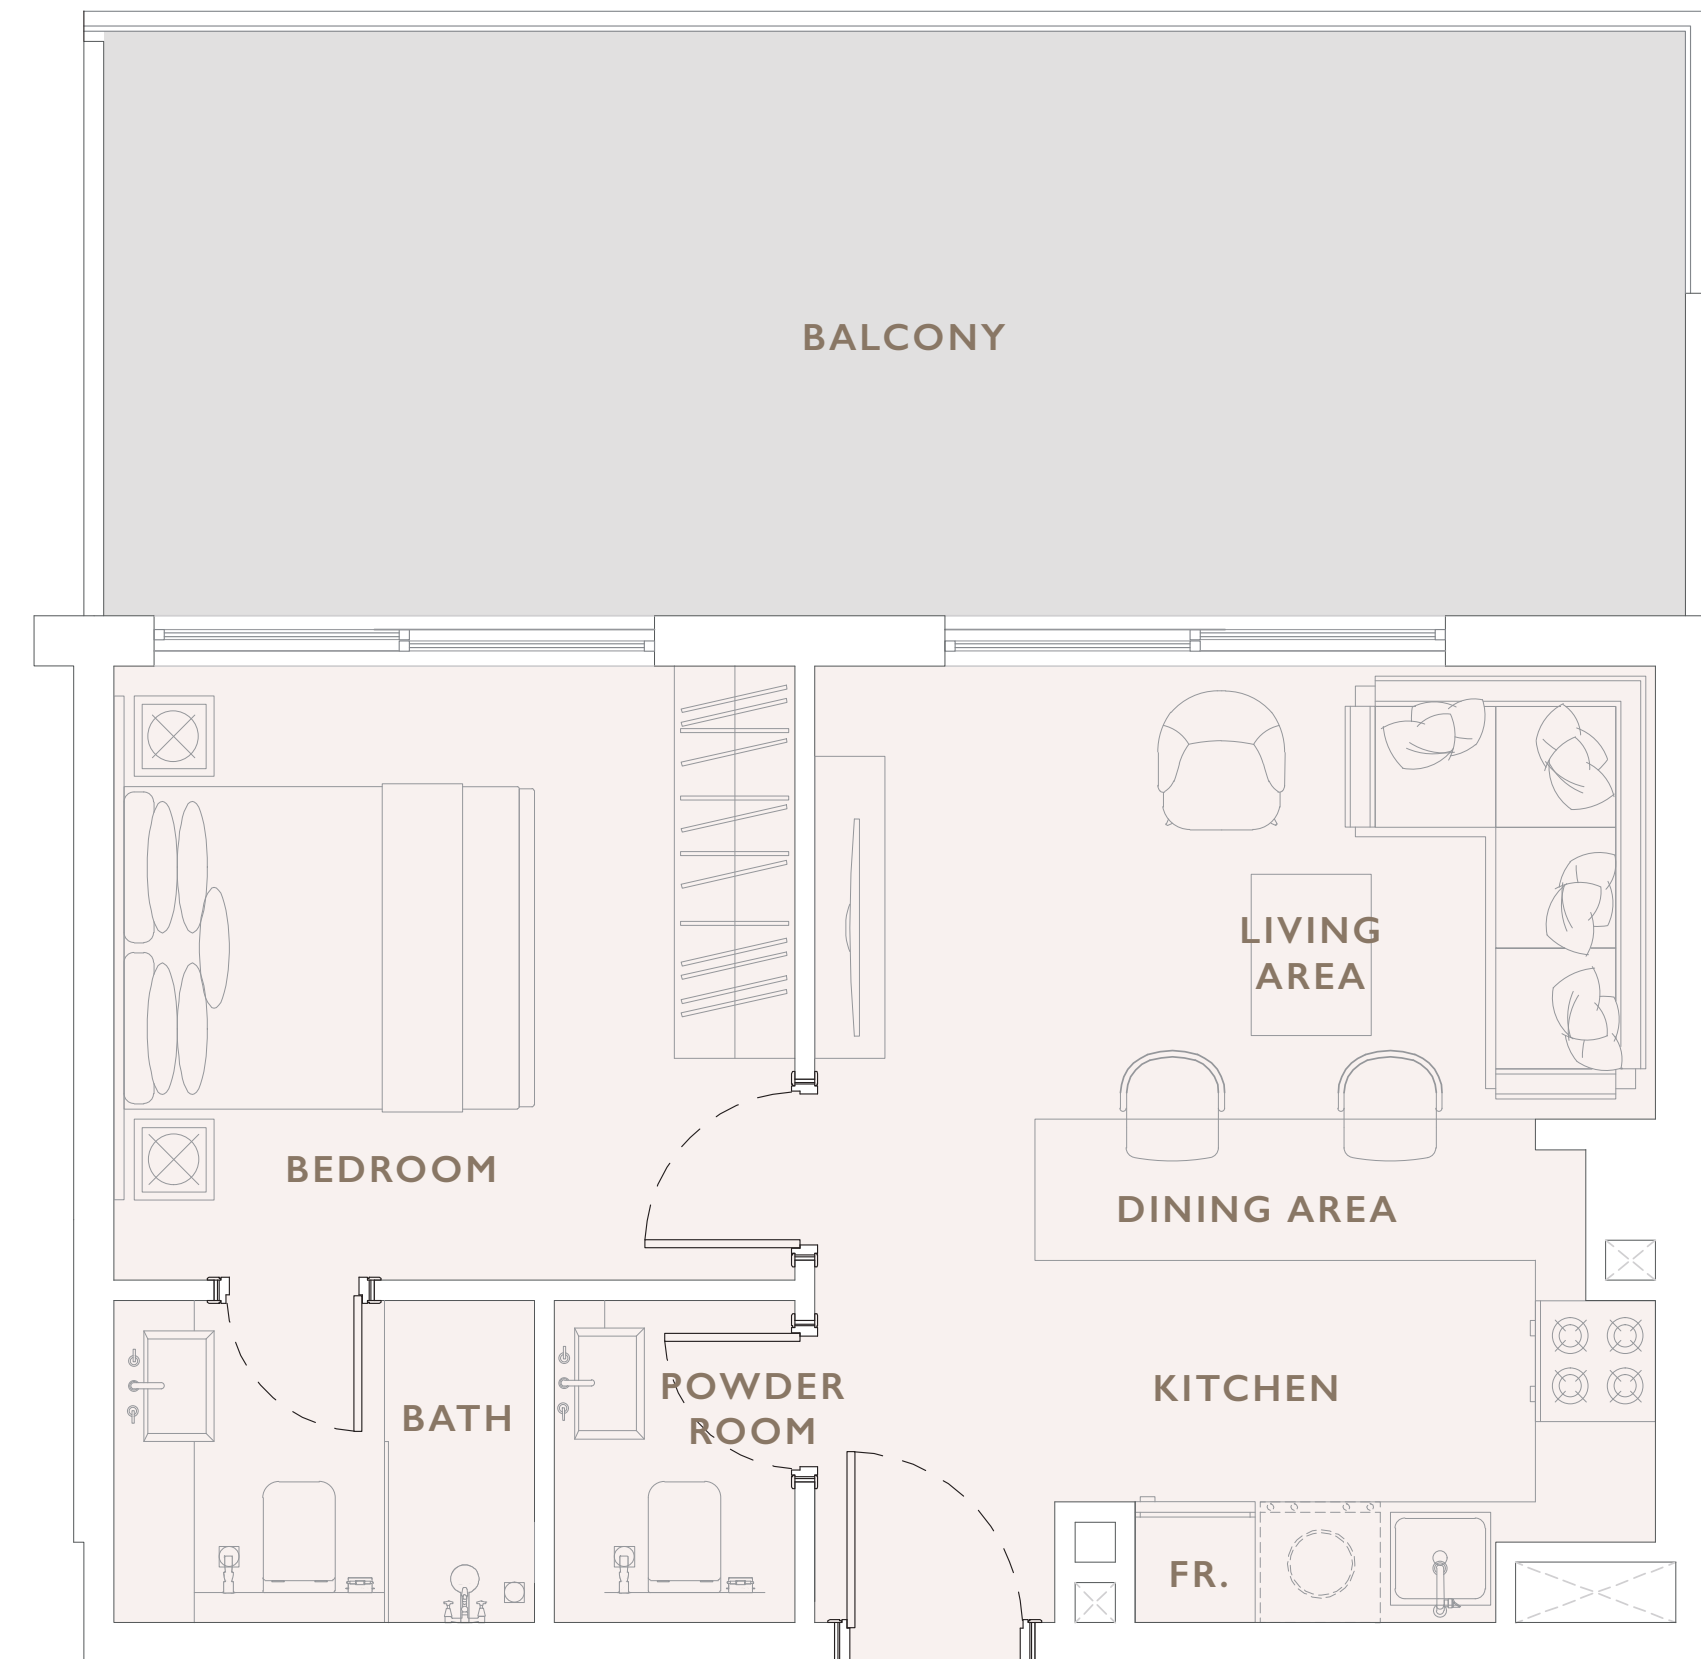 BALCONY
LIVING
AREA
BEDROOM
DINING AREA
BATH
POWDER
ROOM
KITCHEN
FR.